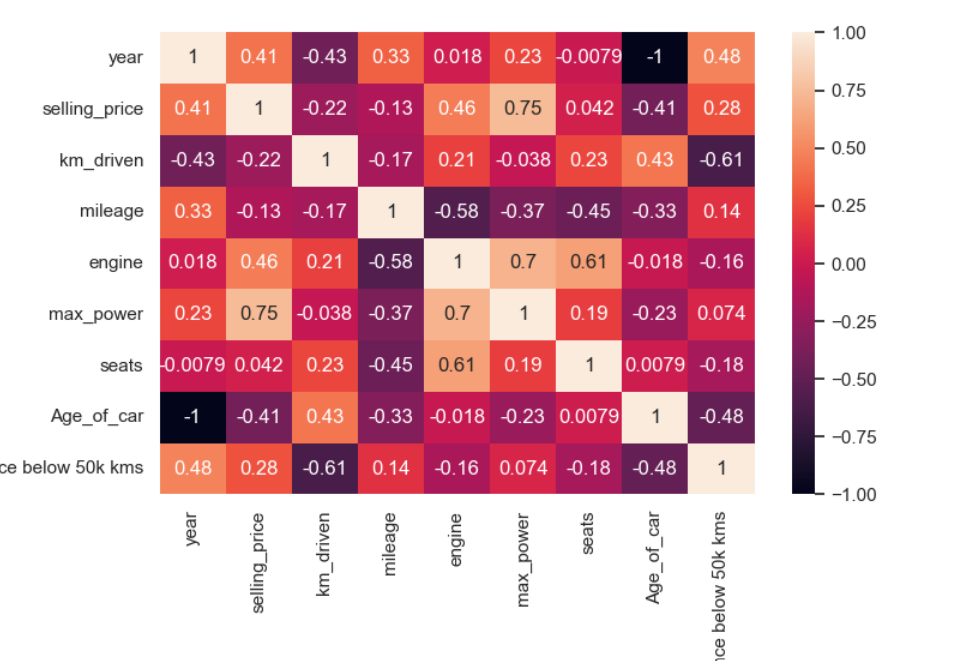 year 1 0.41 -0.43 0.33 0.018 0.23 -0.0079 -1 0.48
selling_price 0.41 1 -0.22 -0.13 0.46 0.75 0.042 -0.41 0.28
km_driven -0.43 -0.22 1 -0.17 0.21 -0.038 0.23 0.43 -0.61
mileage 0.33 -0.13 -0.17 1 -0.58 -0.37 -0.45 -0.33 0.14
engine 0.018 0.46 0.21 -0.58 1 0.7 0.61 -0.018 -0.16
max_power 0.23 0.75 -0.038 -0.37 0.7 1 0.19 -0.23 0.074
seats -0.0079 0.042 0.23 -0.45 0.61 0.19 1 0.0079 -0.18
Age_of_car -1 -0.41 0.43 -0.33 -0.018 -0.23 0.0079 1 -0.48
ce below 50k kms 0.48 0.28 -0.61 0.14 -0.16 0.074 -0.18 -0.48 1
year
selling_price
km_driven
mileage
engine
max_power
seats
Age_of_car
nce below 50k kms
1.00
0.75
0.50
0.25
0.00
−0.25
−0.50
−0.75
−1.00